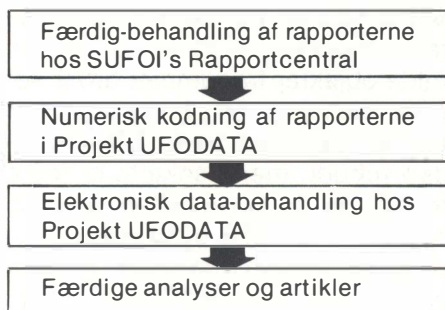 Færdig-behandling af rapporterne
hos SUFOI's Rapportcentral
Numerisk kodning af rapporterne
i Projekt UFODATA
Elektronisk data-behandling hos
Projekt UFODATA
Færdige analyser og artikler